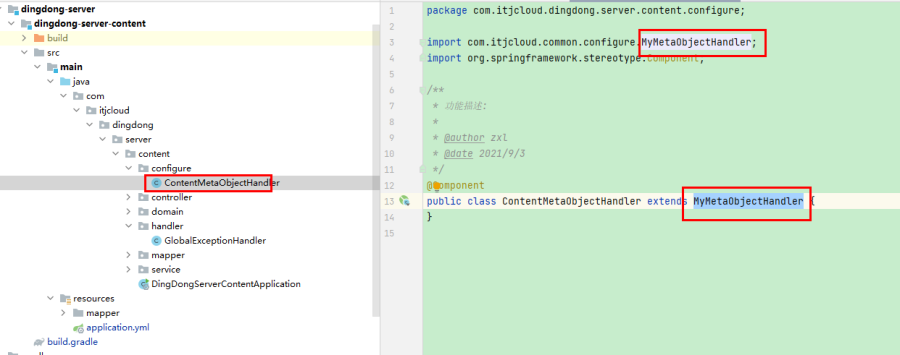 dingdong-server
dingdong-server-content
build
src
main
java
com
itjcloud
dingdong
server
content
configure
ContentMetaObjectHandler
controller
domain
handler
GlobalExceptionHandler
mapper
service
DingDongServerContentApplication
resources
mapper
application.yml
build.gradle
1 package com.itjcloud.dingdong.server.content.configure;
2
3 import com.itjcloud.common.configure.MyMetaObjectHandler;
4 import org.springframework.stereotype.Component;
5
6 /**
7 * 功能描述:
8 *
9 * @author zxl
10 * @date 2021/9/3
11 */
12 @Component
13 public class ContentMetaObjectHandler extends MyMetaObjectHandler {
14 }
15